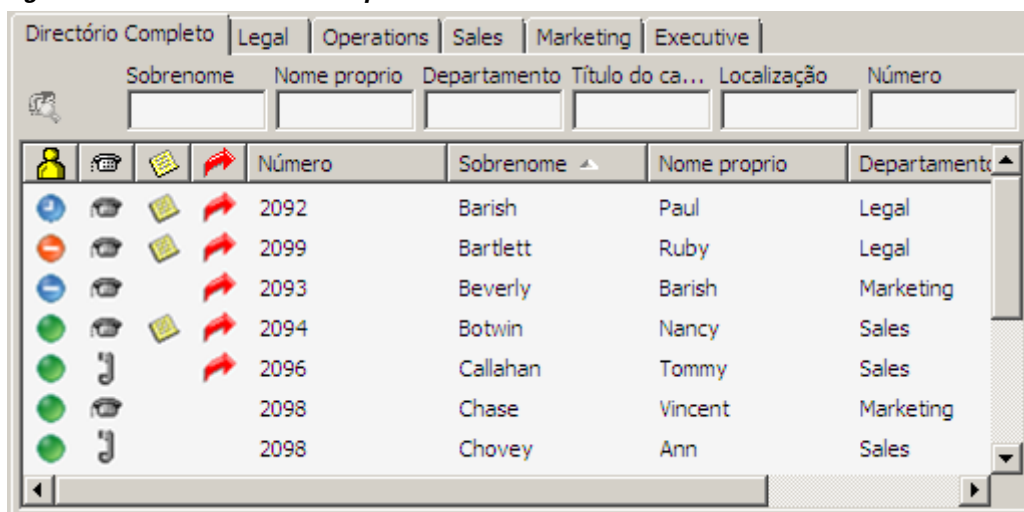 Directório Completo Legal Operations Sales Marketing Executive
Sobrenome Nome proprio Departamento Título do ca... Localização Número
Número Sobrenome Nome proprio Departamento
2092 Barish Paul Legal
2099 Bartlett Ruby Legal
2093 Beverly Barish Marketing
2094 Botwin Nancy Sales
2096 Callahan Tommy Sales
2098 Chase Vincent Marketing
2098 Chovey Ann Sales